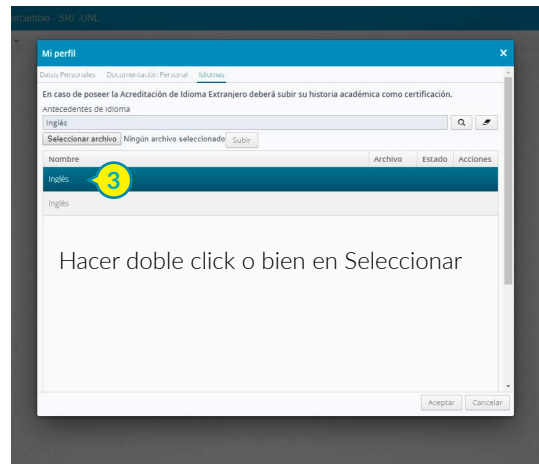 ercambio - SRI -UNL
Mi perfil ×
Datos Personales Documentación Personal Idiomas
En caso de poseer la Acreditación de Idioma Extranjero deberá subir su historia académica como certificación.
Antecedentes de idioma
Inglés
Seleccionar archivo Ningún archivo seleccionado Subir
Nombre Archivo Estado Acciones
Inglés 3
Inglés
Hacer doble click o bien en Seleccionar
Aceptar Cancelar